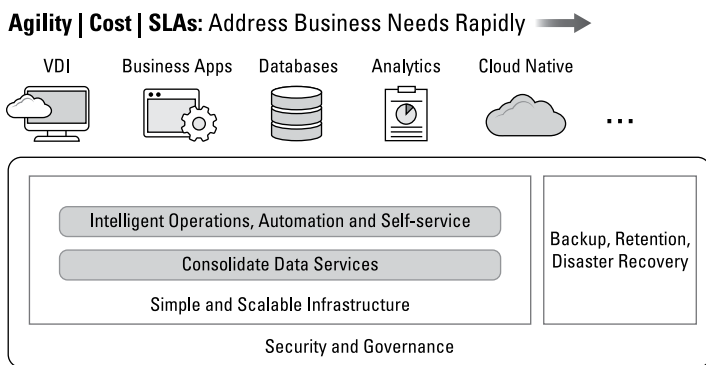 Agility | Cost | SLAs: Address Business Needs Rapidly
VDI
Business Apps
Databases
Analytics
Cloud Native
...
Intelligent Operations, Automation and Self-service
Consolidate Data Services
Simple and Scalable Infrastructure
Backup, Retention,
Disaster Recovery
Security and Governance